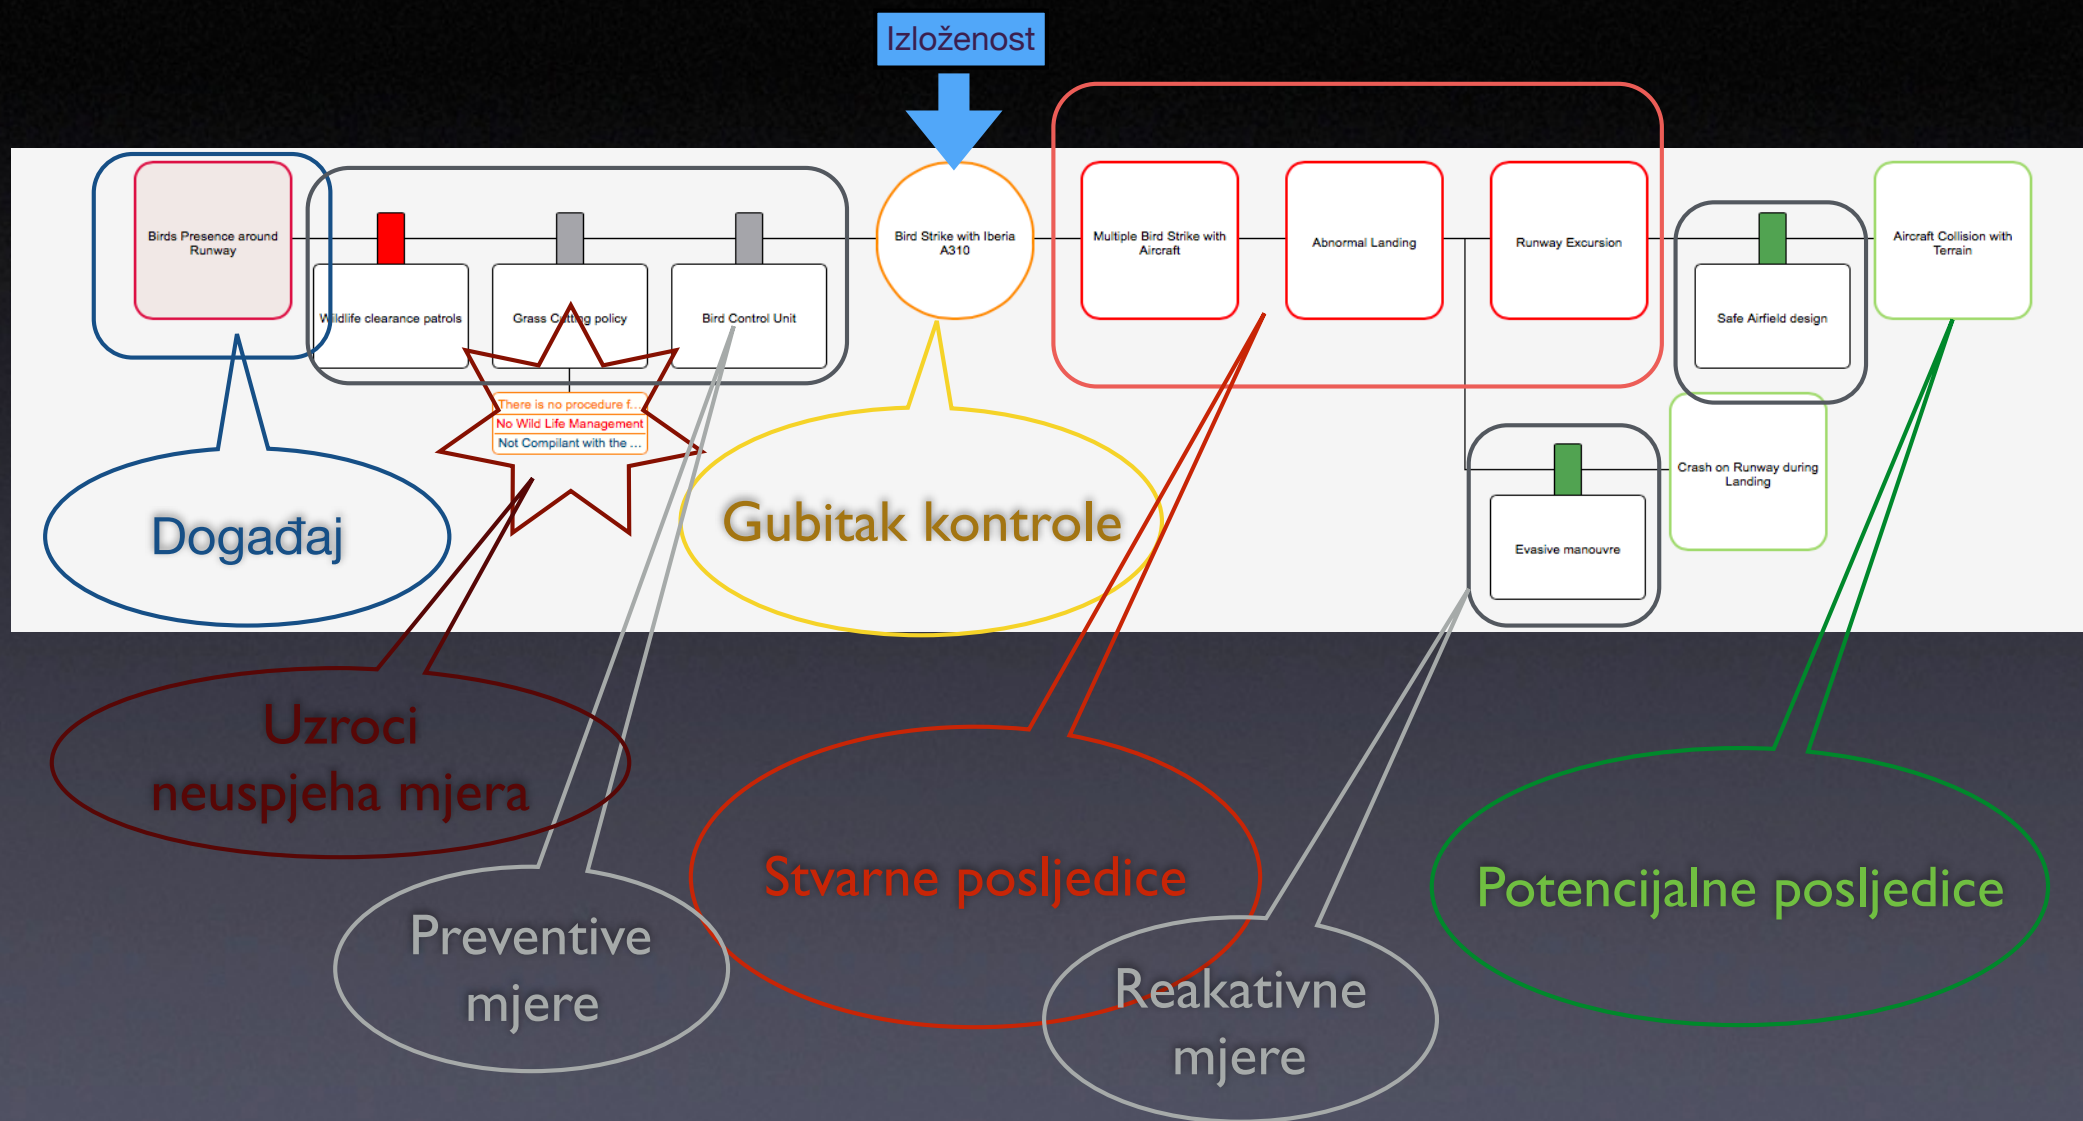 Izloženost
Birds Presence around
Runway
Wildlife clearance patrols
Grass Cutting policy
Bird Control Unit
There is no procedure f...
No Wild Life Management
Not Compilant with the ...
Bird Strike with Iberia
A310
Multiple Bird Strike with
Aircraft
Abnormal Landing
Runway Excursion
Safe Airfield design
Aircraft Collision with
Terrain
Evasive manouvre
Crash on Runway during
Landing
Događaj
Gubitak kontrole
Uzroci
neuspjeha mjera
Preventive
mjere
Stvarne posljedice
Reakativne
mjere
Potencijalne posljedice